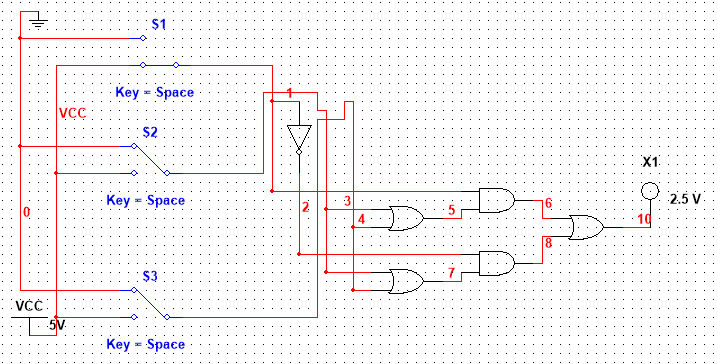 S1
Key = Space
1
VCC
S2
X1
Key = Space
2
3
4
5
6
2.5 V
0
10
8
7
S3
VCC
5V
Key = Space